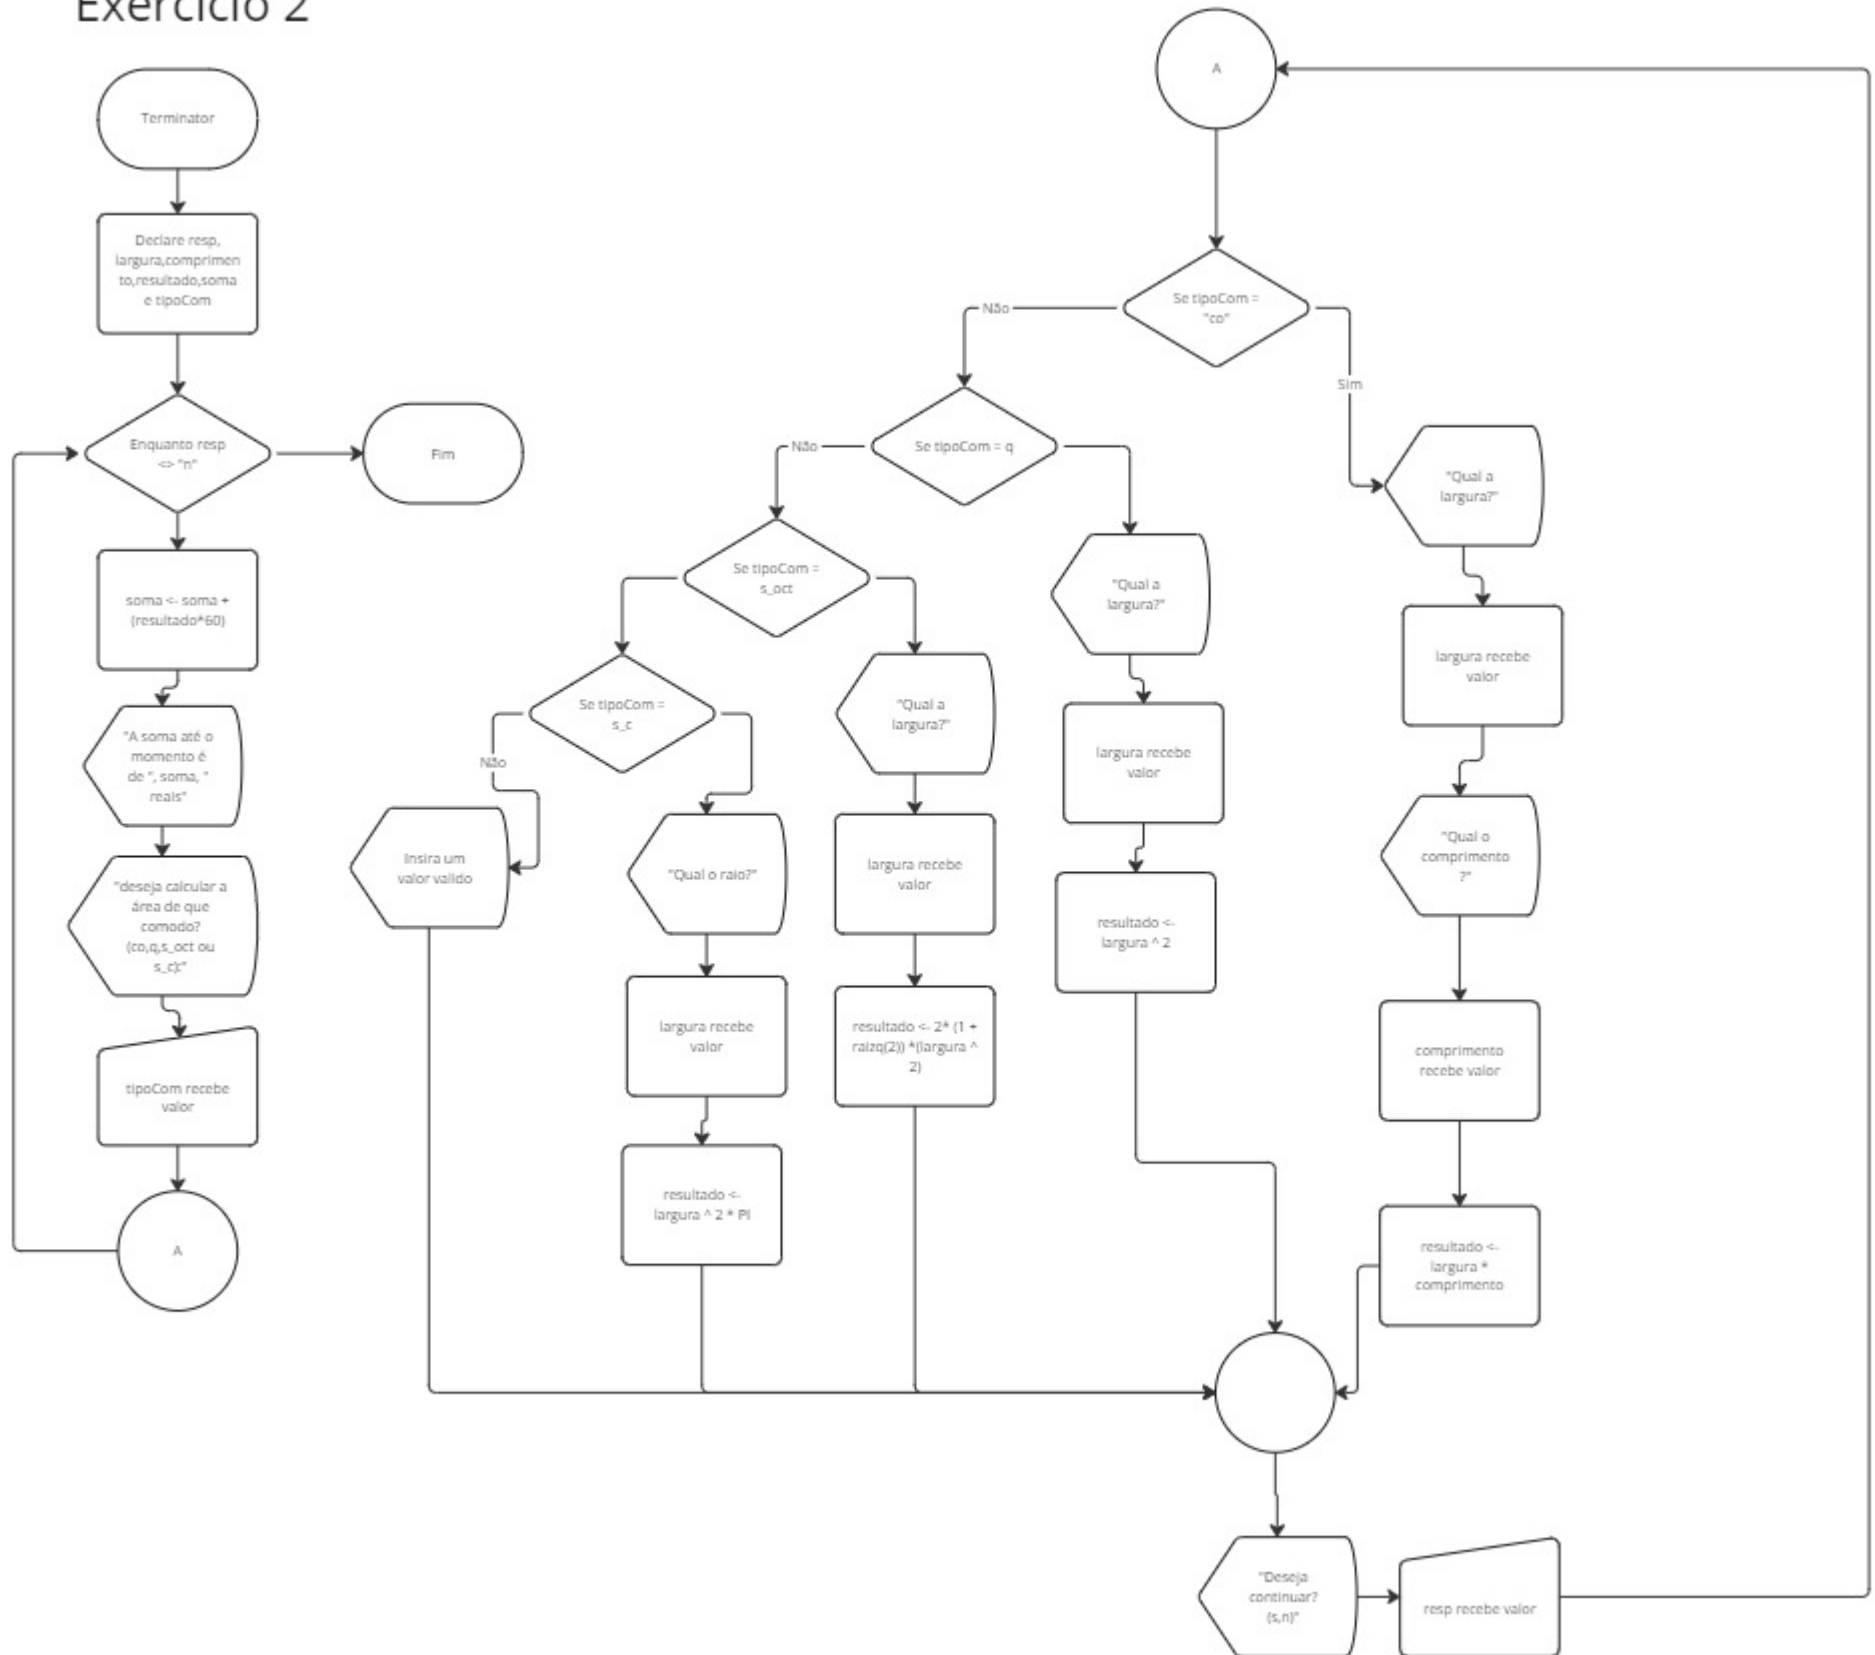 Exercício 2
Terminator
Declare resp,
largura,comprimen
to,resultado,soma
e tipoCom
Enquanto resp
<> "n"
Fim
soma <- soma +
(resultado*60)
"A soma até o
momento é
de ", soma, "
reais"
"deseja calcular a
área de que
comodo?
(co,q,s_oct ou
s_c):"
tipoCom recebe
valor
A
A
Se tipoCom =
"co"
Não
Sim
Se tipoCom = q
Não
Se tipoCom =
s_oct
Se tipoCom =
s_c
Não
Insira um
valor valido
"Qual o raio?"
largura recebe
valor
resultado <-
largura ^ 2 * PI
"Qual a
largura?"
largura recebe
valor
resultado <- 2* (1 +
raizq(2)) *(largura ^
2)
"Qual a
largura?"
largura recebe
valor
resultado <-
largura ^ 2
"Qual a
largura?"
largura recebe
valor
"Qual o
comprimento
?"
comprimento
recebe valor
resultado <-
largura *
comprimento
"Deseja
continuar?
(s,n)"
resp recebe valor